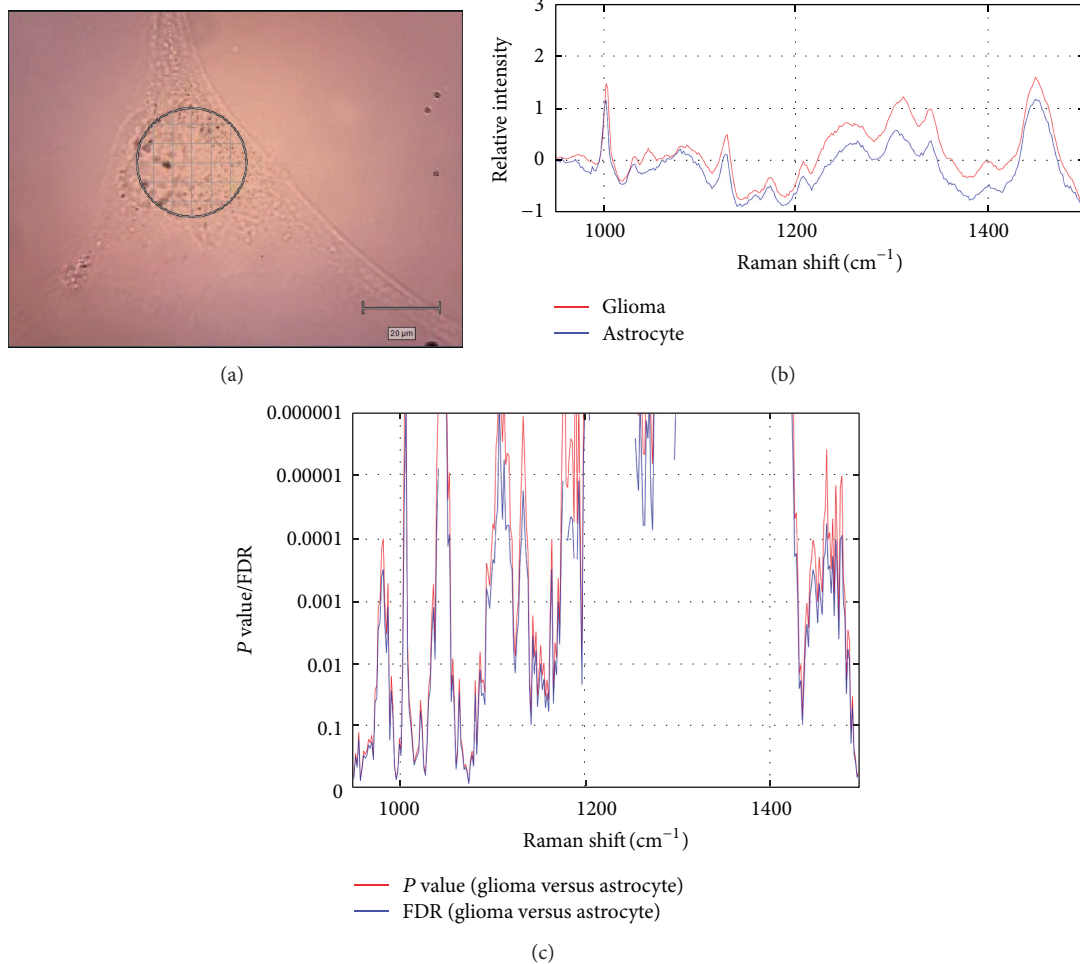 20 µm
(a)
3
2
1
0
−1
Relative intensity
1000
1200
1400
Raman shift (cm−1)
Glioma
Astrocyte
(b)
0.000001
0.00001
0.0001
0.001
0.01
0.1
0
P value/FDR
1000
1200
1400
Raman shift (cm−1)
P value (glioma versus astrocyte)
FDR (glioma versus astrocyte)
(c)